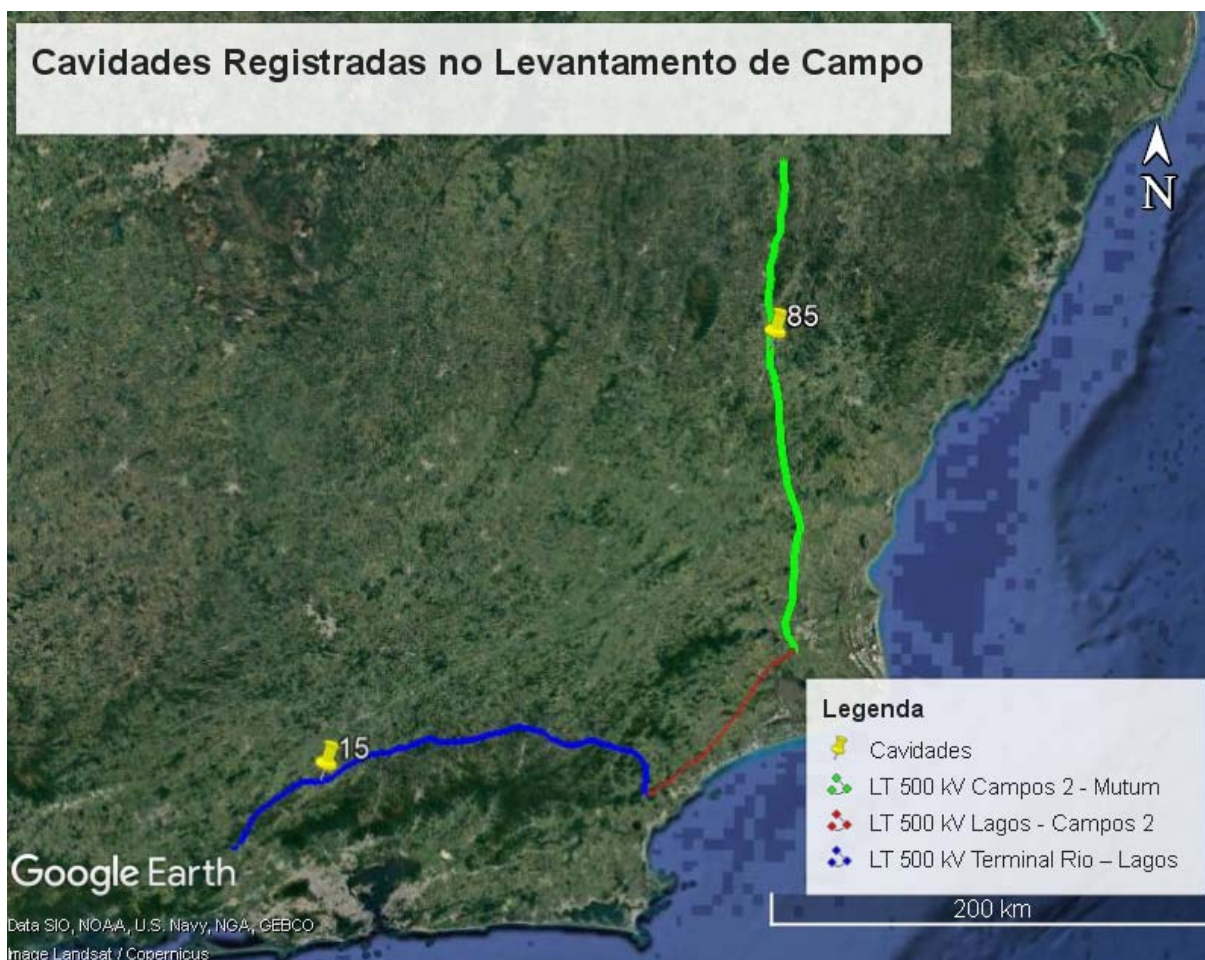 Cavidades Registradas no Levantamento de Campo
N
85
15
Legenda
Cavidades
LT 500 kV Campos 2 - Mutum
LT 500 kV Lagos - Campos 2
LT 500 kV Terminal Rio – Lagos
Google Earth
200 km
Data SIO, NOAA, U.S. Navy, NGA, GEBCO
Image Landsat / Copernicus